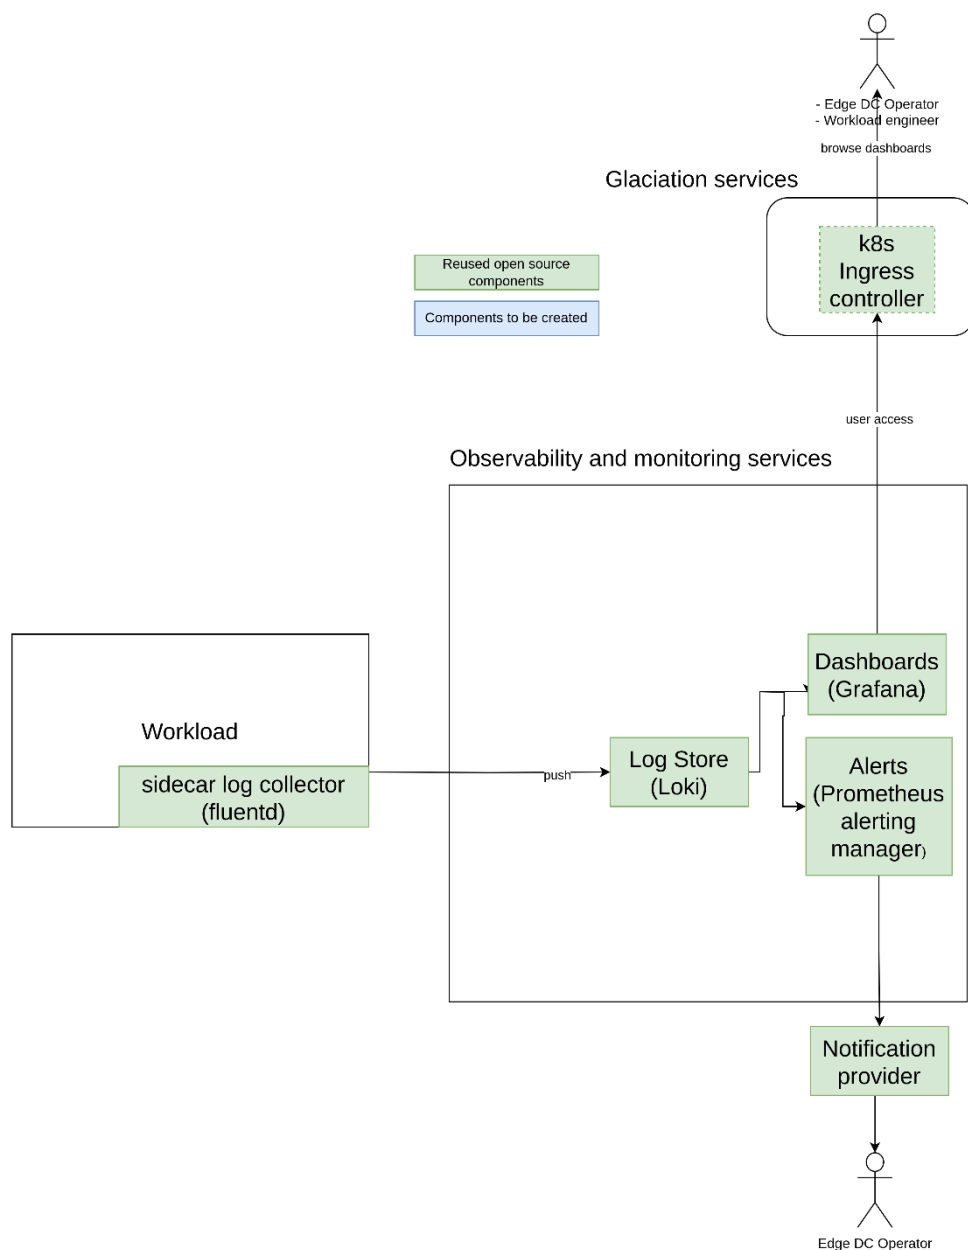 - Edge DC Operator
- Workload engineer
browse dashboards
Glaciation services
k8s
Ingress
controller
Reused open source
components
Components to be created
user access
Observability and monitoring services
Workload
sidecar log collector
(fluentd)
push
Log Store
(Loki)
Dashboards
(Grafana)
Alerts
(Prometheus
alerting
manager)
Notification
provider
Edge DC Operator